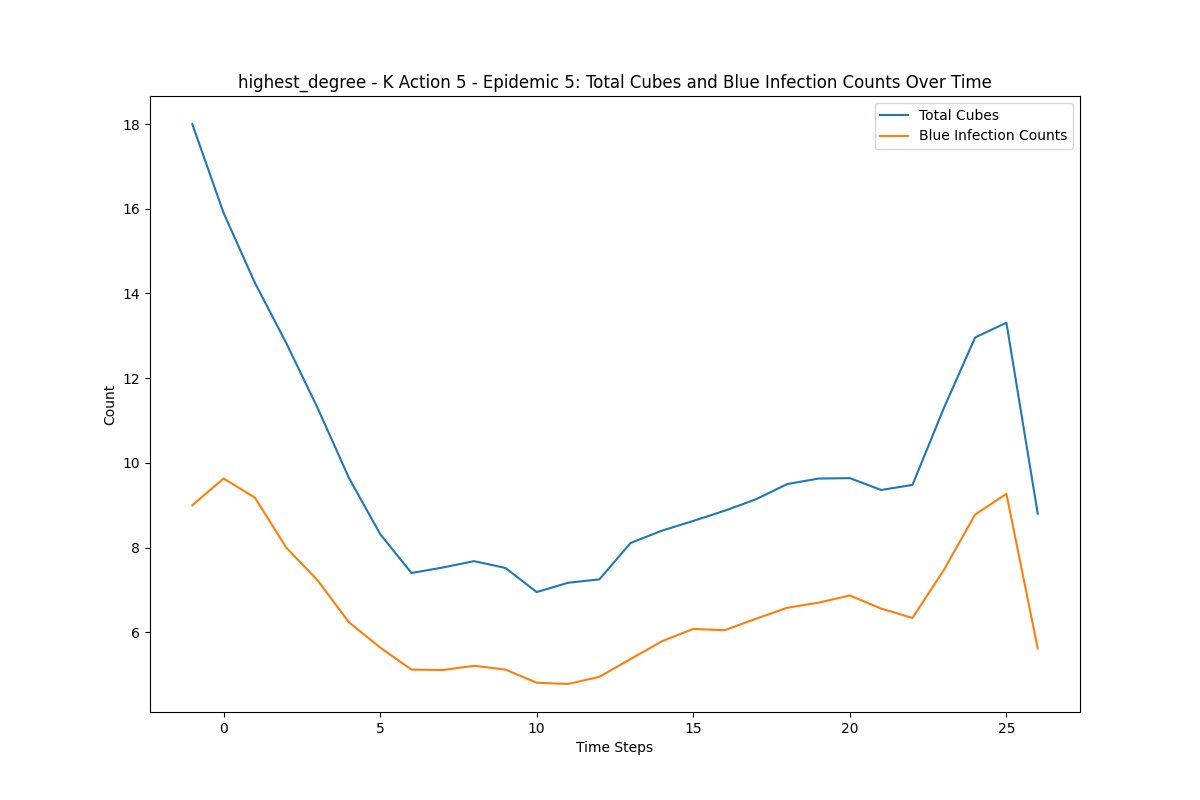 highest_degree - K Action 5 - Epidemic 5: Total Cubes and Blue Infection Counts Over Time
Total Cubes
Blue Infection Counts
18
16
14
12
10
8
6
Count
0 5 10 15 20 25
Time Steps